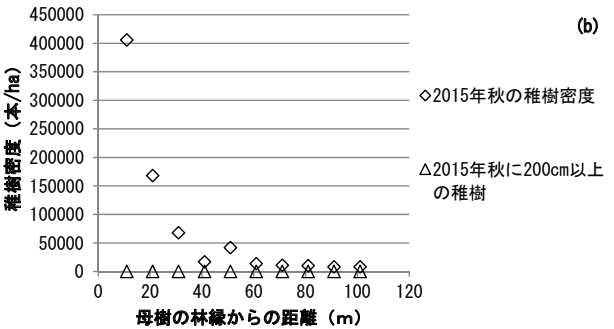 (b)
450000
400000
350000
300000
250000
200000
150000
100000
50000
0
稚樹密度（本/ha）
0 20 40 60 80 100 120
母樹の林縁からの距離（m）
◇2015年秋の稚樹密度
△2015年秋に200cm以上
の稚樹